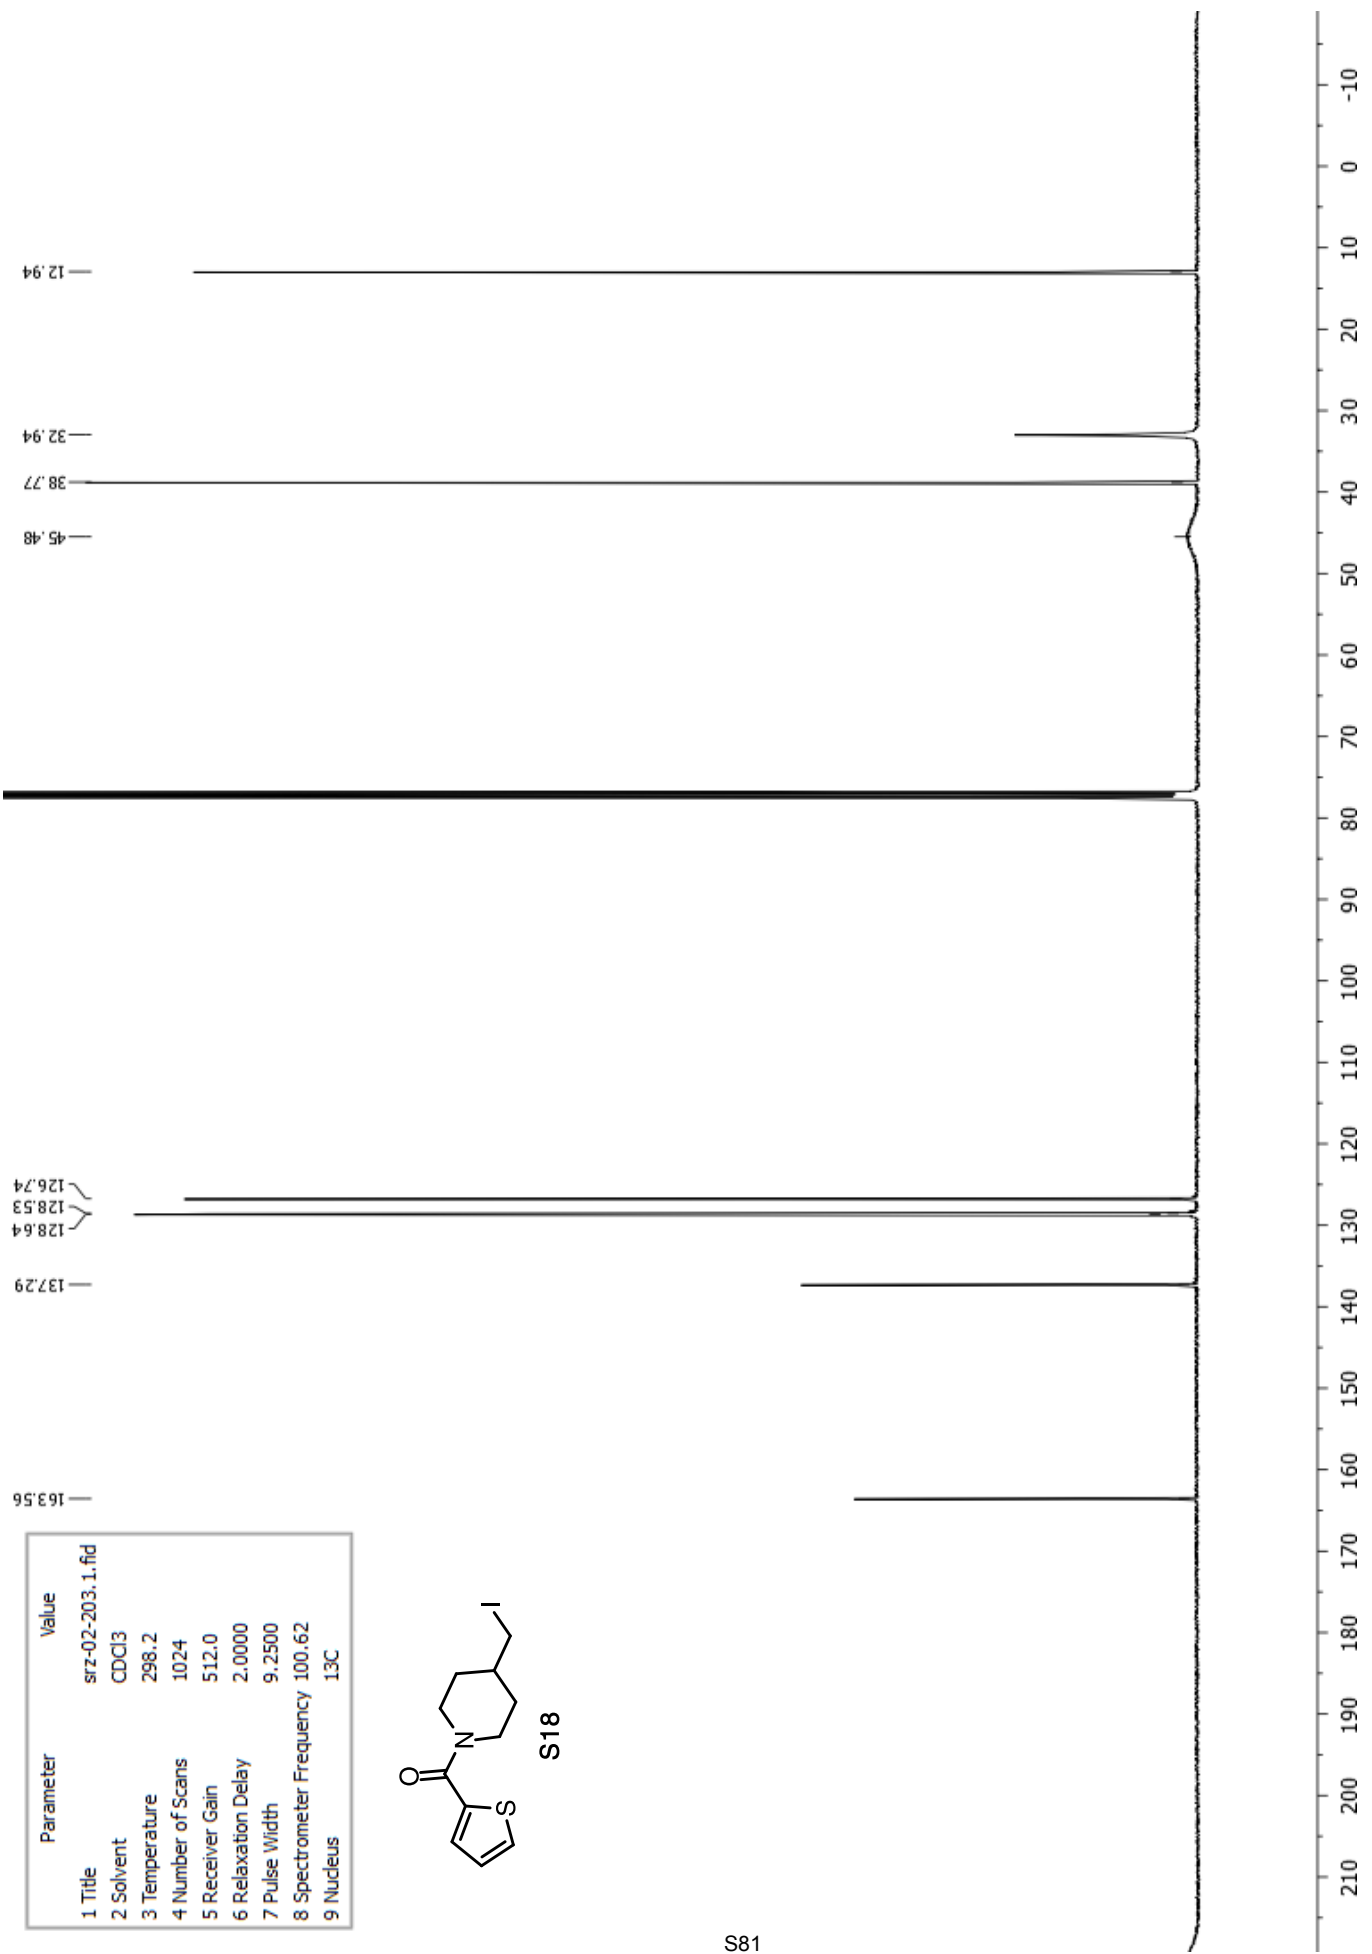 Parameter Value
1 Title srz-02-203.1.fid
2 Solvent CDCl3
3 Temperature 298.2
4 Number of Scans 1024
5 Receiver Gain 512.0
6 Relaxation Delay 2.0000
7 Pulse Width 9.2500
8 Spectrometer Frequency 100.62
9 Nucleus 13C
163.56
137.29
128.64
128.53
126.74
45.48
38.77
32.94
12.94
O
N
S
I
S18
210 200 190 180 170 160 150 140 130 120 110 100 90 80 70 60 50 40 30 20 10 0 -10
S81